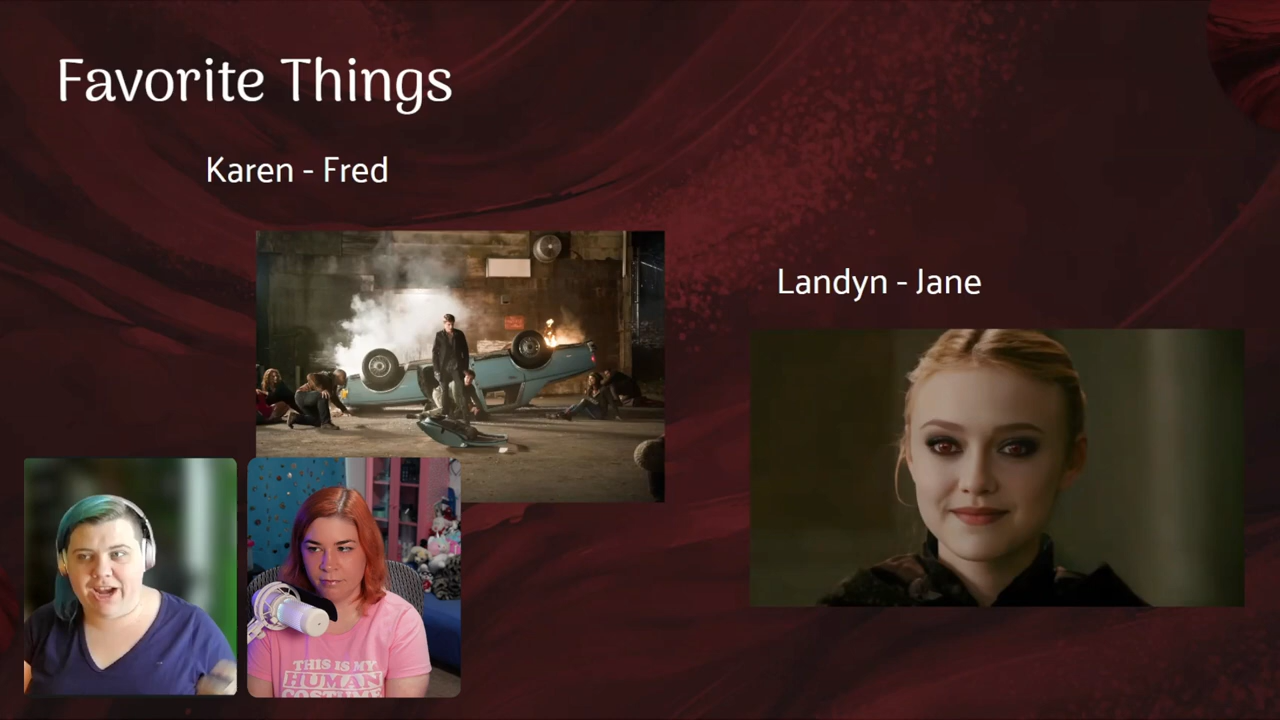 Favorite Things
Karen - Fred
Landyn - Jane
THIS IS MY
HUMAN
COSTUME